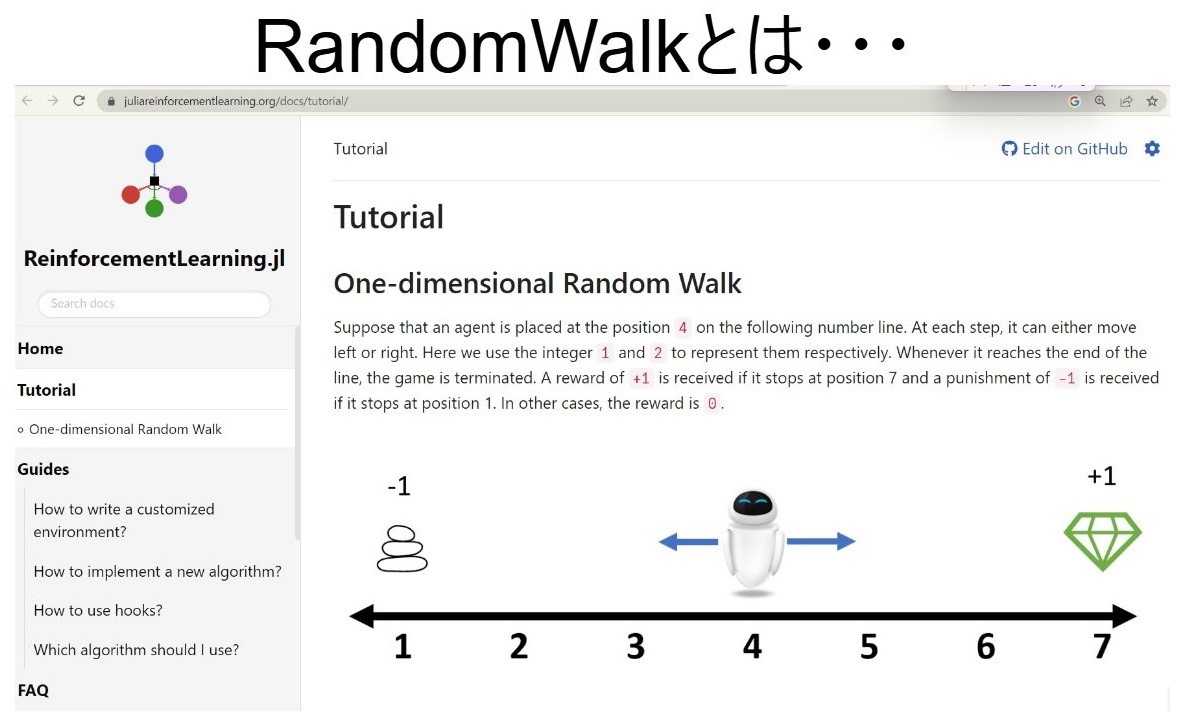 RandomWalkとは・・・
juliareinforcementlearning.org/docs/tutorial/
ReinforcementLearning.jl
Search docs
Home
Tutorial
One-dimensional Random Walk
Guides
How to write a customized
environment?
How to implement a new algorithm?
How to use hooks?
Which algorithm should I use?
FAQ
Tutorial
Edit on GitHub
Tutorial
One-dimensional Random Walk
Suppose that an agent is placed at the position 4 on the following number line. At each step, it can either move
left or right. Here we use the integer 1 and 2 to represent them respectively. Whenever it reaches the end of the
line, the game is terminated. A reward of +1 is received if it stops at position 7 and a punishment of -1 is received
if it stops at position 1. In other cases, the reward is 0.
-1
+1
1 2 3 4 5 6 7